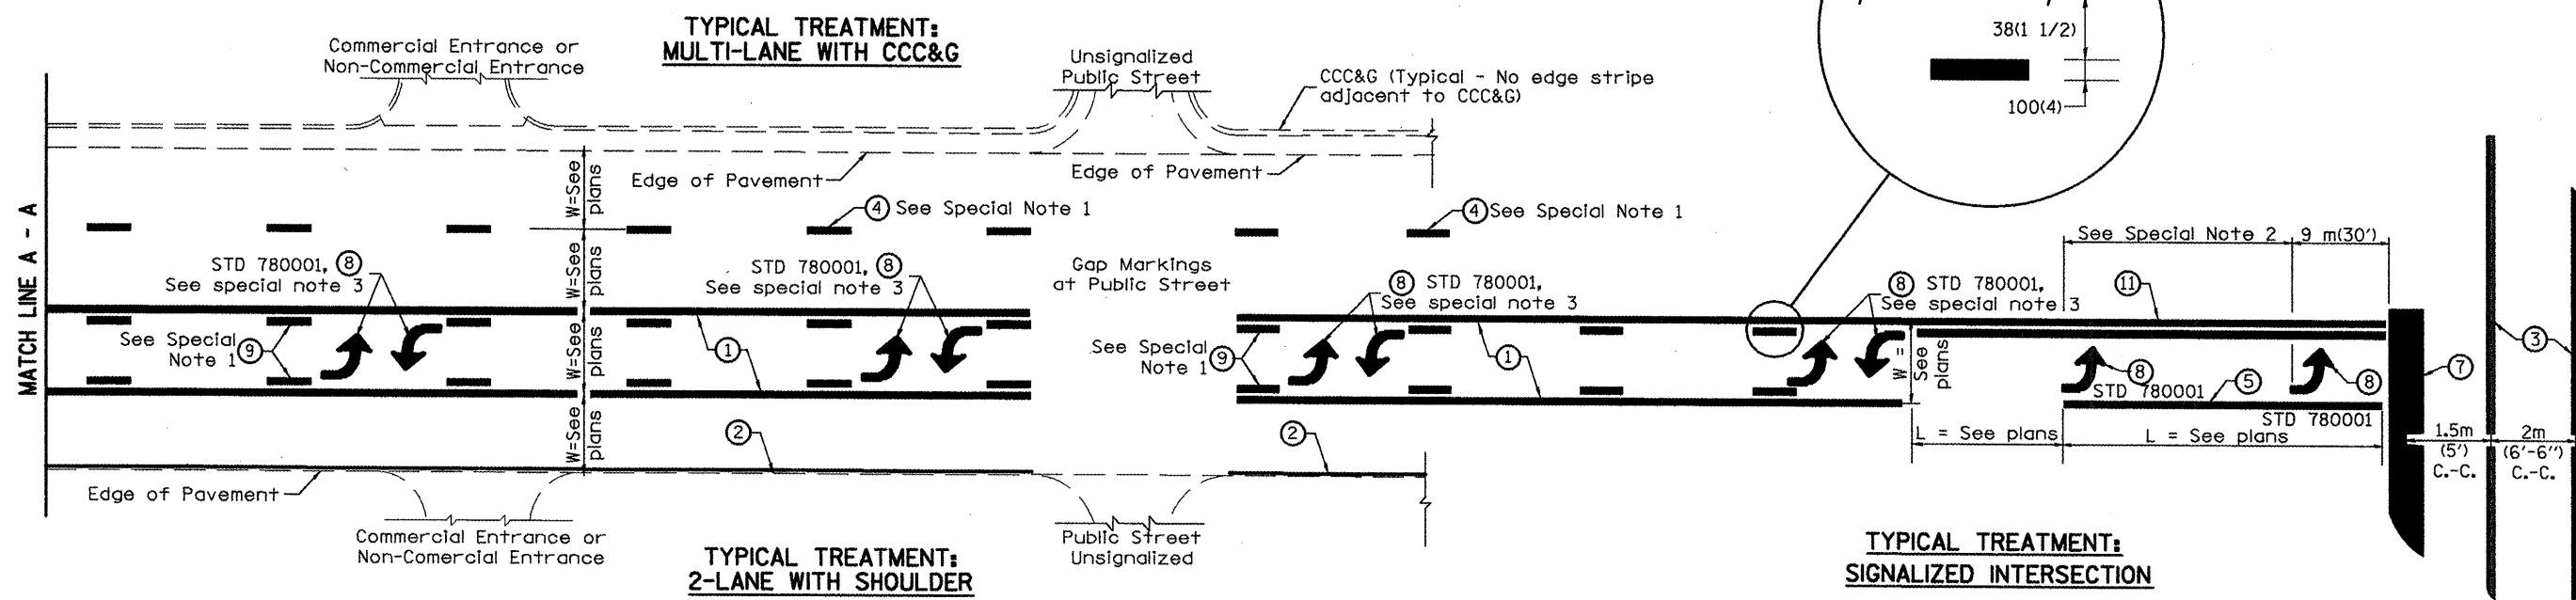 TYPICAL TREATMENT:
MULTI-LANE WITH CCC&G
Commercial Entrance or
Non-Commercial Entrance
Unsignalized
Public Street
CCC&G (Typical - No edge stripe
adjacent to CCC&G)
38(1 1/2)
100(4)
MATCH LINE A - A
Edge of Pavement
Edge of Pavement
W=See
plans
4 See Special Note 1
4 See Special Note 1
See Special Note 2
9 m(30')
STD 780001, 8
See special note 3
W=See
plans
STD 780001, 8
See special note 3
Gap Markings
at Public Street
8 STD 780001,
See special note 3
8 STD 780001,
See special note 3
11
3
See Special
Note 1 9
W=See
plans
1
See Special
Note 1 9
1
W =
See
plans
8
STD 780001
5
8
7
STD 780001
W=See
plans
2
2
L = See plans
L = See plans
1.5m
(5')
C.-C.
2m
(6'-6")
C.-C.
Edge of Pavement
Commercial Entrance or
Non-Comercial Entrance
Public Street
Unsignalized
TYPICAL TREATMENT:
2-LANE WITH SHOULDER
TYPICAL TREATMENT:
SIGNALIZED INTERSECTION